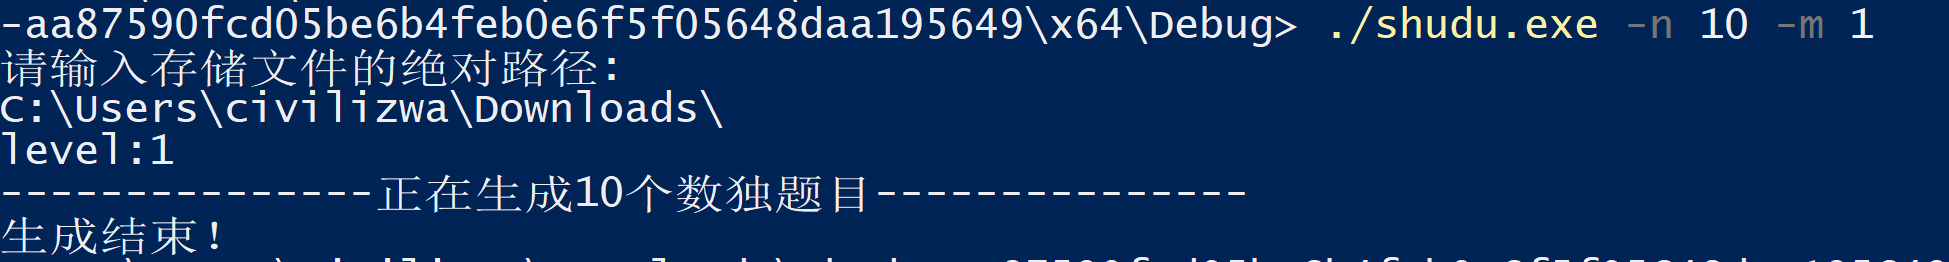 -aa87590fcd05be6b4feb0e6f5f05648daa195649\x64\Debug> ./shudu.exe -n 10 -m 1
请输入存储文件的绝对路径:
C:\Users\civilizwa\Downloads\
level:1
---------------正在生成10个数独题目---------------
生成结束!